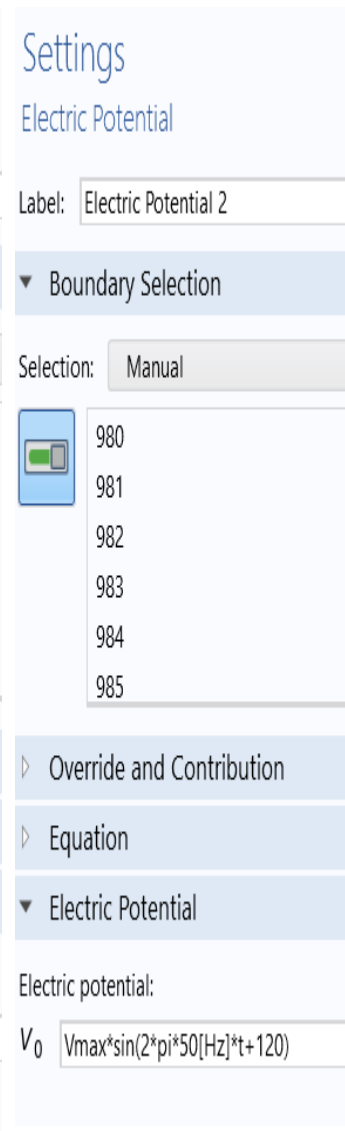 Settings
Electric Potential
Label: Electric Potential 2
Boundary Selection
Selection: Manual
980
981
982
983
984
985
Override and Contribution
Equation
Electric Potential
Electric potential:
V0 Vmax*sin(2*pi*50[Hz]*t+120)